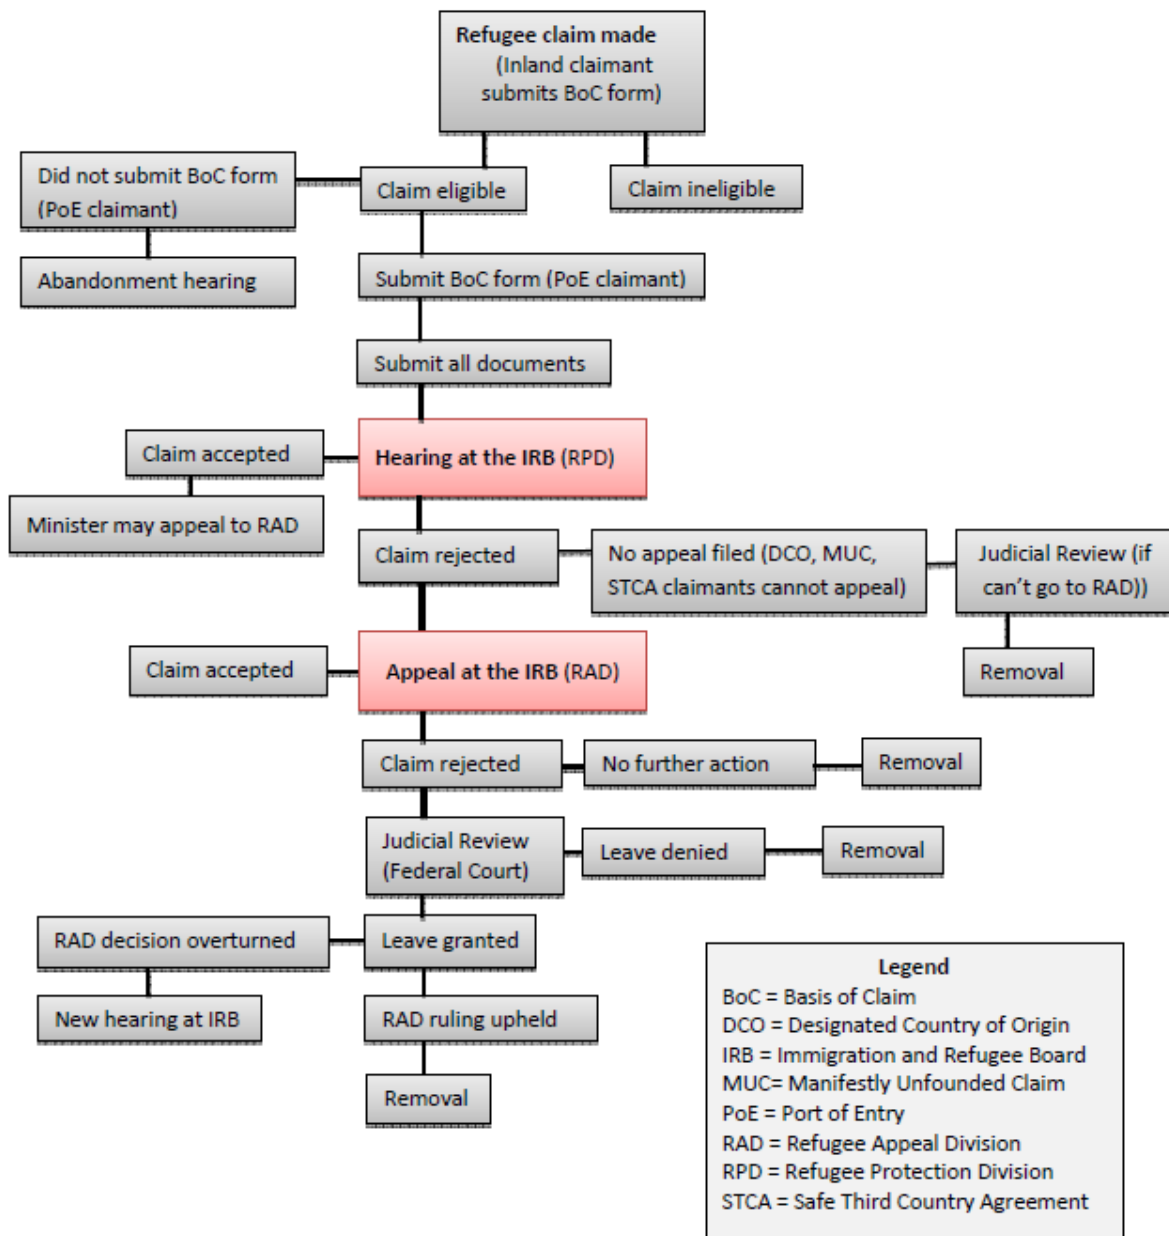 Refugee claim made
(Inland claimant
submits BoC form)
Did not submit BoC form
(PoE claimant)
Claim eligible
Claim ineligible
Abandonment hearing
Submit BoC form (PoE claimant)
Submit all documents
Claim accepted
Hearing at the IRB (RPD)
Minister may appeal to RAD
Claim rejected
No appeal filed (DCO, MUC,
STCA claimants cannot appeal)
Judicial Review (if
can’t go to RAD))
Claim accepted
Appeal at the IRB (RAD)
Removal
Claim rejected
No further action
Removal
Judicial Review
(Federal Court)
Leave denied
Removal
RAD decision overturned
Leave granted
New hearing at IRB
RAD ruling upheld
Removal
Legend
BoC = Basis of Claim
DCO = Designated Country of Origin
IRB = Immigration and Refugee Board
MUC= Manifestly Unfounded Claim
PoE = Port of Entry
RAD = Refugee Appeal Division
RPD = Refugee Protection Division
STCA = Safe Third Country Agreement